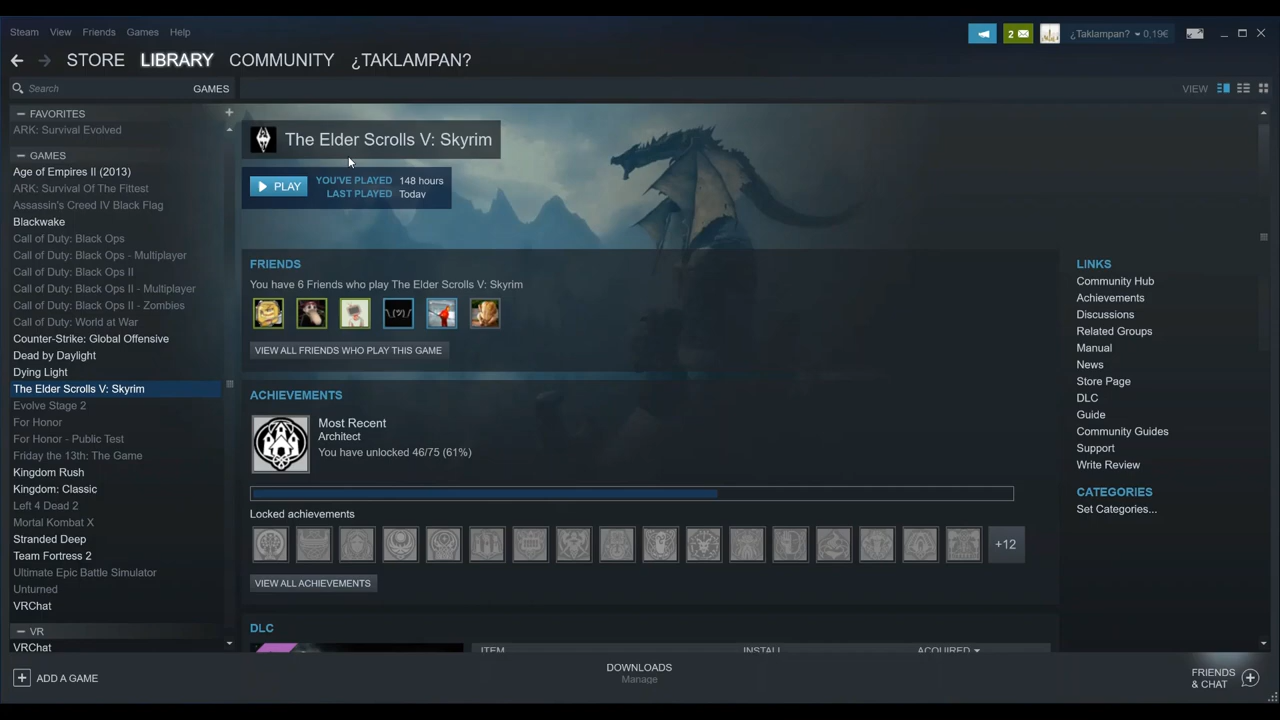 Steam View Friends Games Help
2 ¿Taklampan? 0,19€
STORE LIBRARY COMMUNITY ¿TAKLAMPAN?
Search GAMES VIEW
FAVORITES
ARK: Survival Evolved
GAMES
Age of Empires II (2013)
ARK: Survival Of The Fittest
Assassin's Creed IV Black Flag
Blackwake
Call of Duty: Black Ops
Call of Duty: Black Ops - Multiplayer
Call of Duty: Black Ops II
Call of Duty: Black Ops II - Multiplayer
Call of Duty: Black Ops II - Zombies
Call of Duty: World at War
Counter-Strike: Global Offensive
Dead by Daylight
Dying Light
The Elder Scrolls V: Skyrim
Evolve Stage 2
For Honor
For Honor - Public Test
Friday the 13th: The Game
Kingdom Rush
Kingdom: Classic
Left 4 Dead 2
Mortal Kombat X
Stranded Deep
Team Fortress 2
Ultimate Epic Battle Simulator
Unturned
VRChat
VR
VRChat
The Elder Scrolls V: Skyrim
PLAY YOU'VE PLAYED 148 hours
LAST PLAYED Today
FRIENDS
You have 6 Friends who play The Elder Scrolls V: Skyrim
VIEW ALL FRIENDS WHO PLAY THIS GAME
ACHIEVEMENTS
Most Recent
Architect
You have unlocked 46/75 (61%)
Locked achievements
+12
VIEW ALL ACHIEVEMENTS
DLC
ITEM INSTALL ACQUIRED
LINKS
Community Hub
Achievements
Discussions
Related Groups
Manual
News
Store Page
DLC
Guide
Community Guides
Support
Write Review
CATEGORIES
Set Categories...
ADD A GAME
DOWNLOADS
Manage
FRIENDS
& CHAT